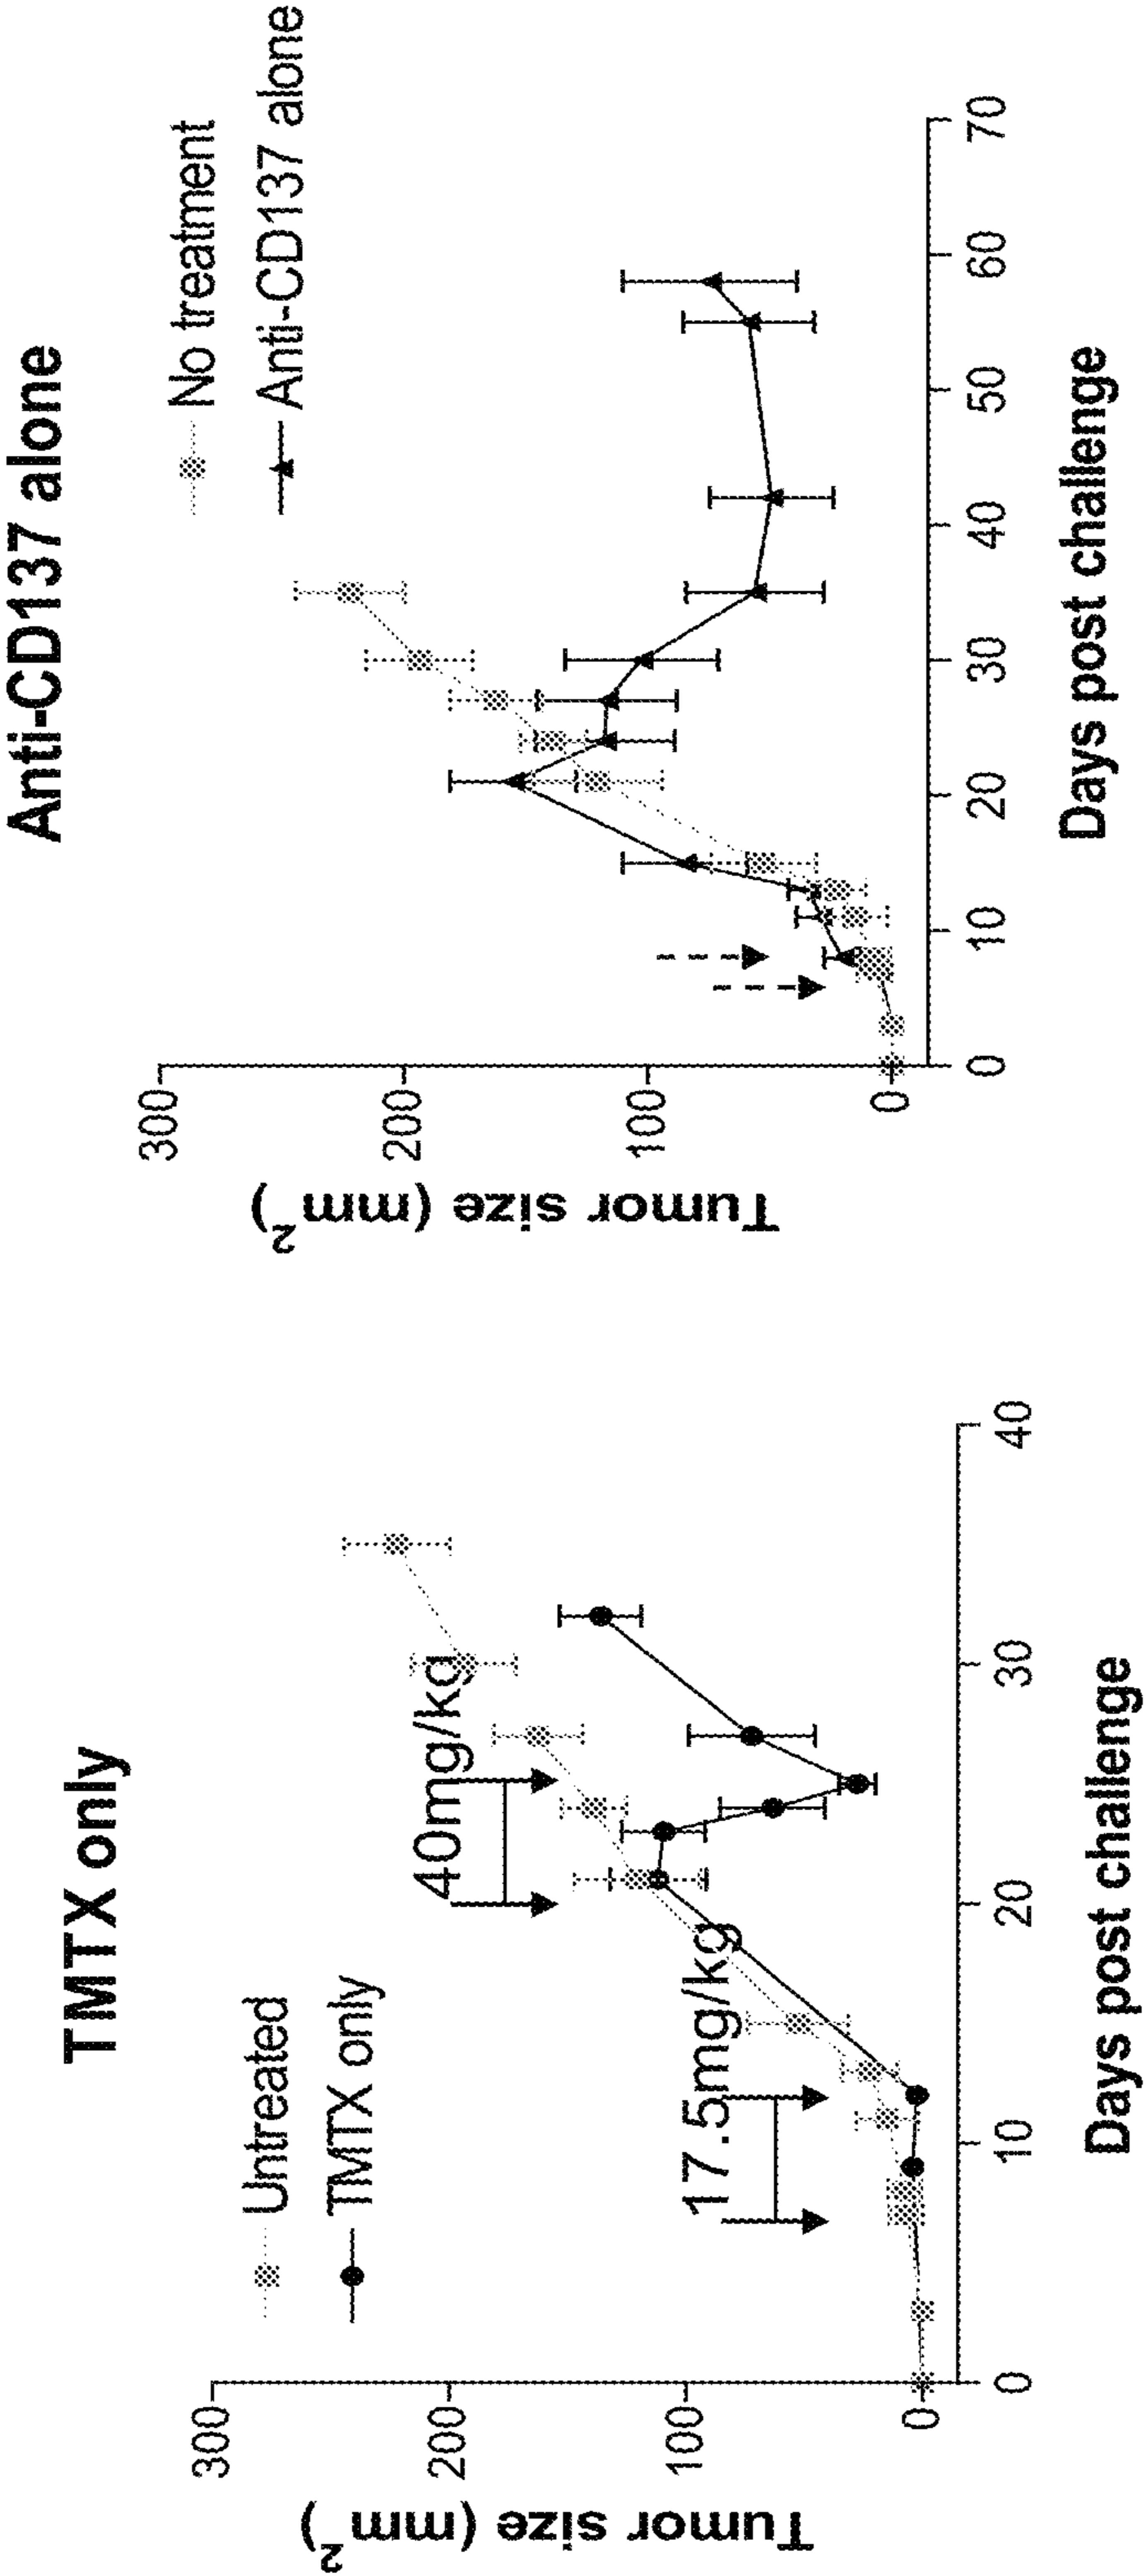 TMTX only
Untreated
TMTX only
40mg/kg
17.5mg/kg
300
200
100
0
Tumor size (mm²)
0
10
20
30
40
Days post challenge
Anti-CD137 alone
No treatment
Anti-CD137 alone
300
200
100
0
Tumor size (mm²)
0
10
20
30
40
50
60
70
Days post challenge